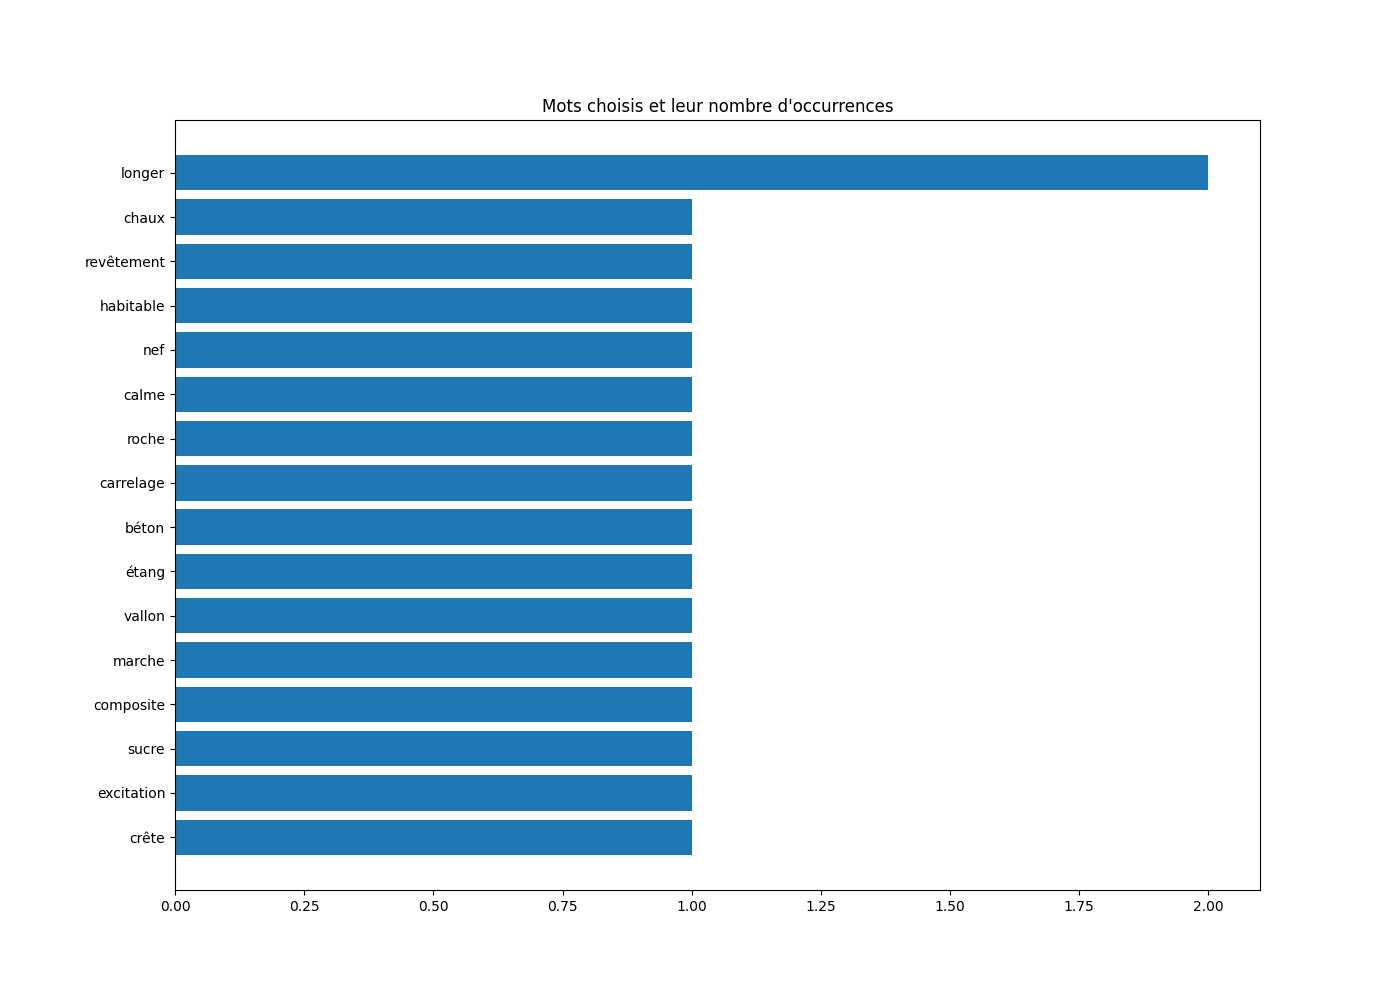 Mots choisis et leur nombre d'occurrences
longer
chaux
revêtement
habitable
nef
calme
roche
carrelage
béton
étang
vallon
marche
composite
sucre
excitation
crête
0.00 0.25 0.50 0.75 1.00 1.25 1.50 1.75 2.00